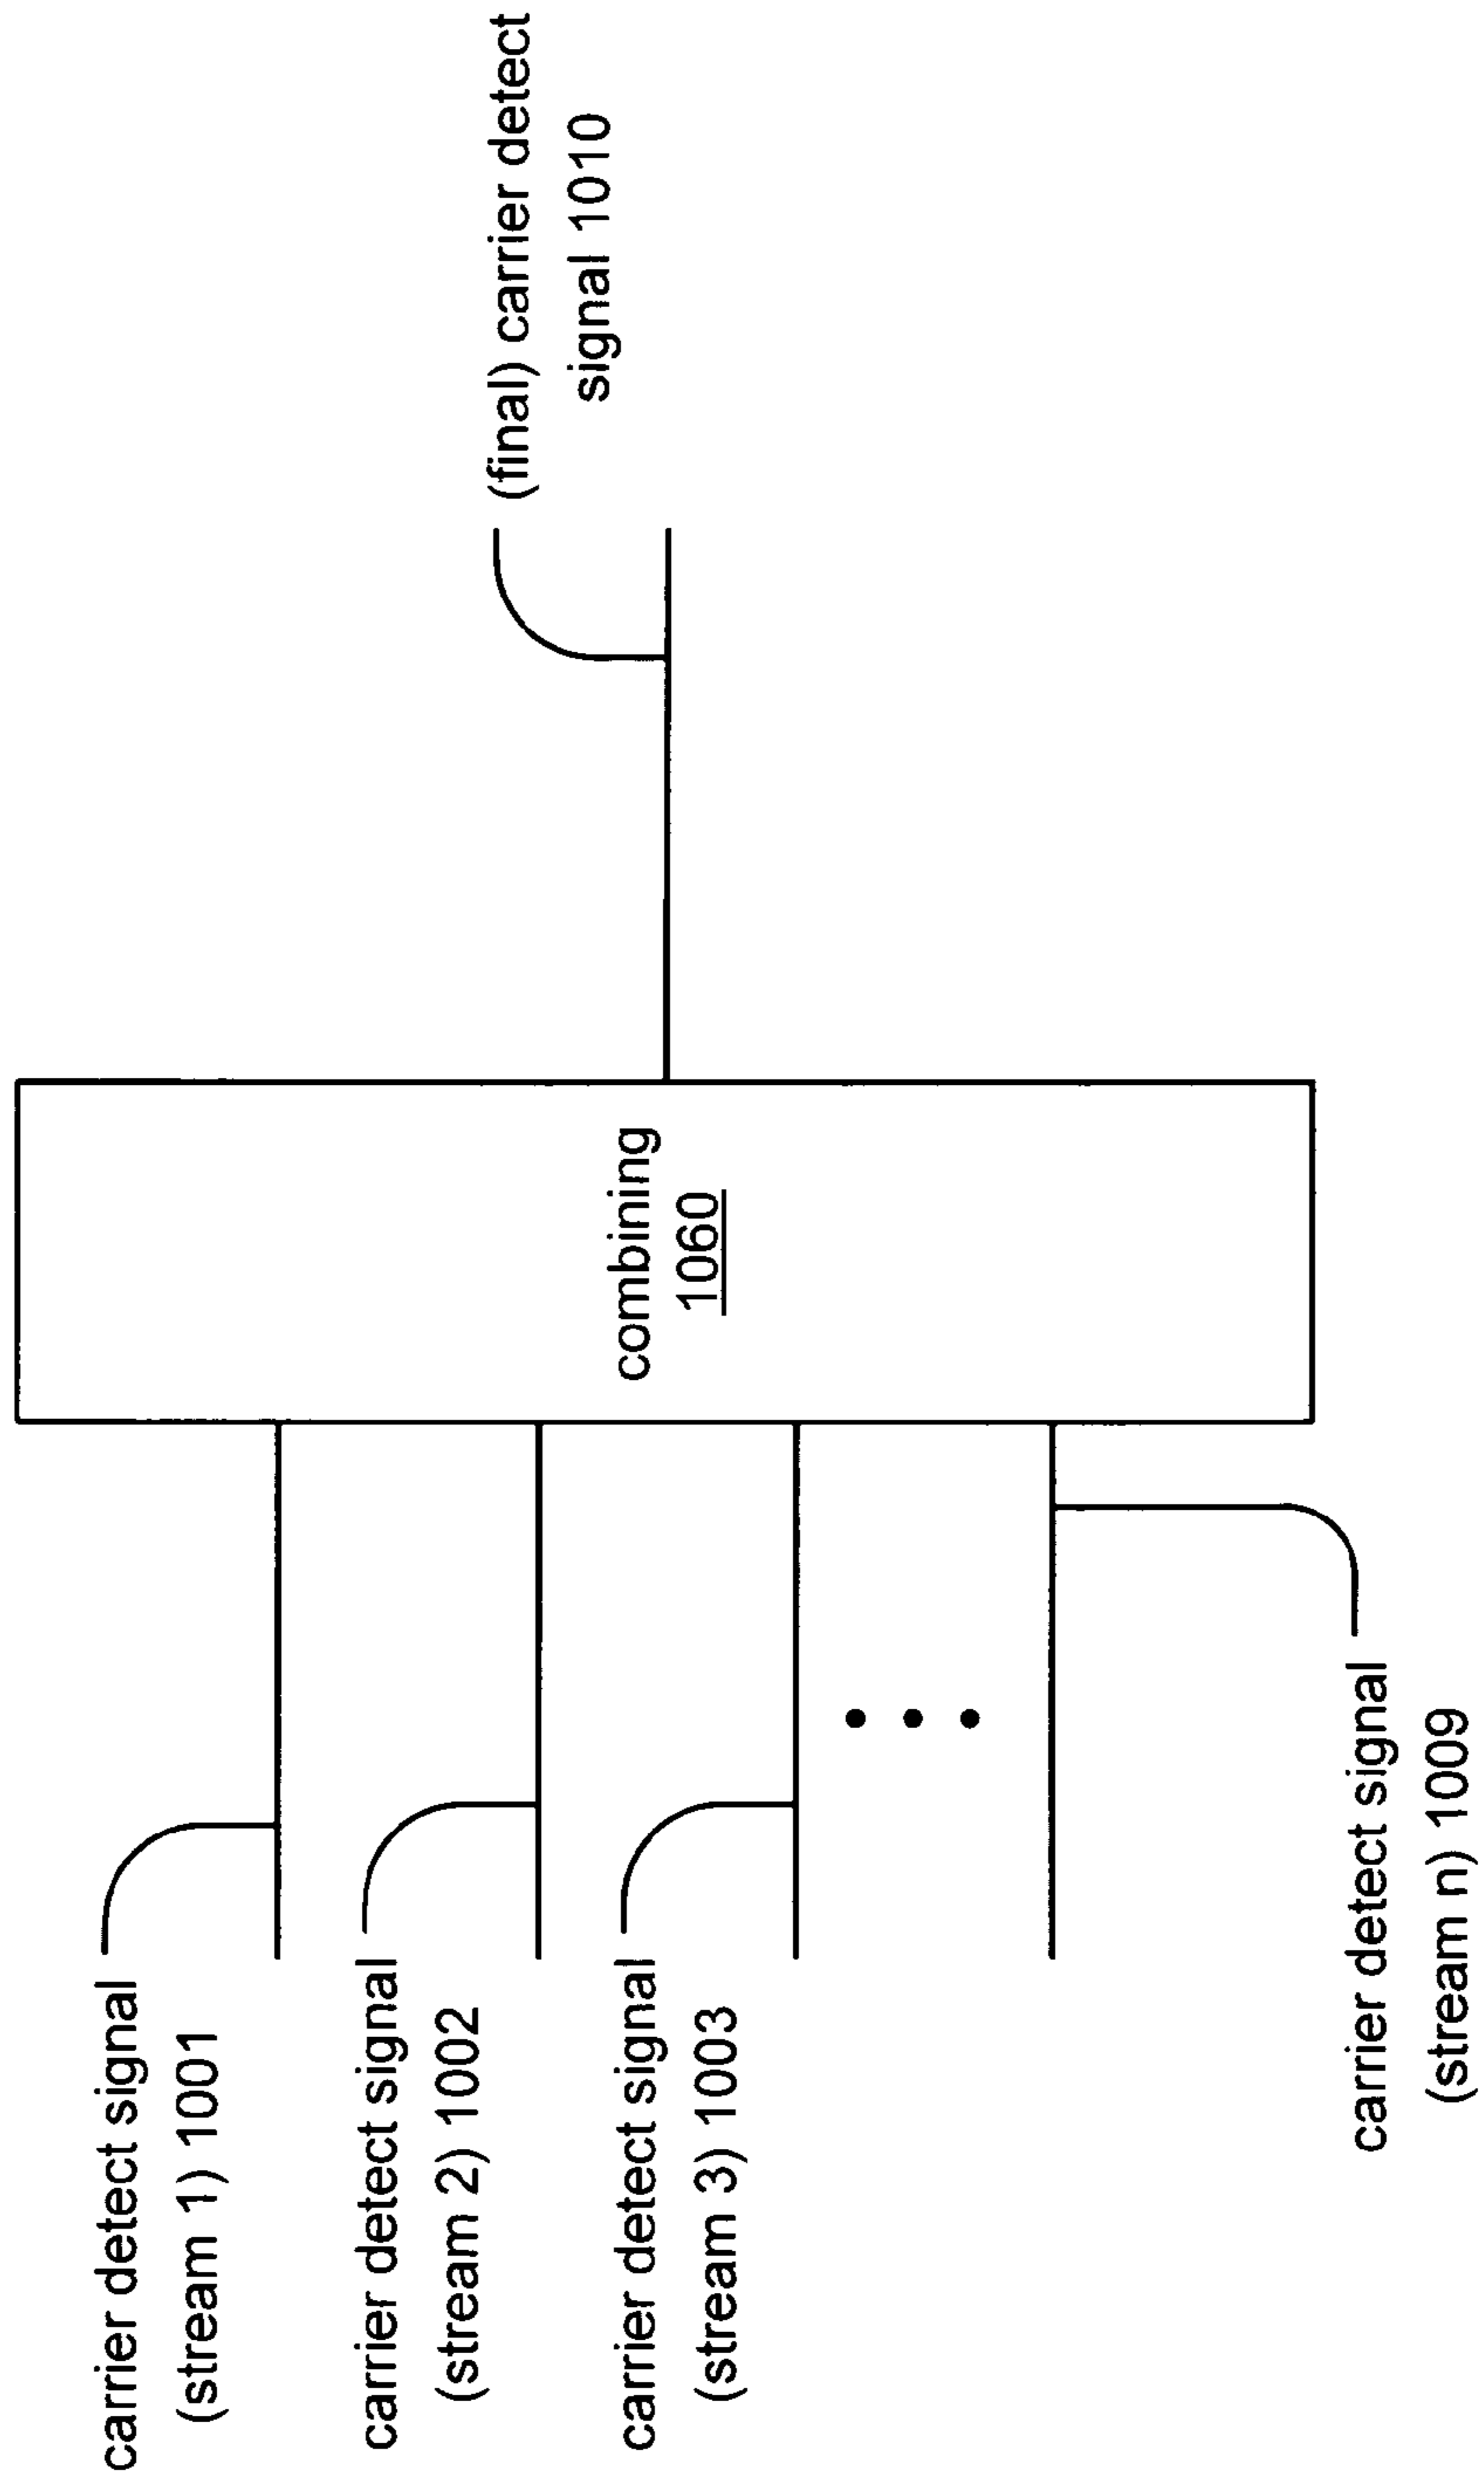 carrier detect signal
(stream 1) 1001
carrier detect signal
(stream 2) 1002
carrier detect signal
(stream 3) 1003
carrier detect signal
(stream n) 1009
combining
1060
(final) carrier detect
signal 1010